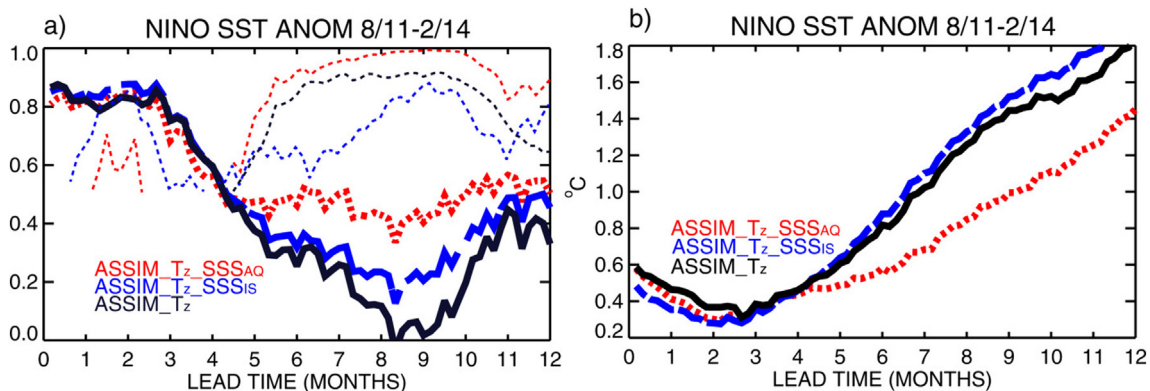 a)
NINO SST ANOM 8/11-2/14
1.0
0.8
0.6
0.4
0.2
0.0
ASSIM_Tz_SSSAQ
ASSIM_Tz_SSSIS
ASSIM_Tz
0 1 2 3 4 5 6 7 8 9 10 11 12
LEAD TIME (MONTHS)
b)
NINO SST ANOM 8/11-2/14
1.8
1.6
1.4
1.2
1.0
0.8
0.6
0.4
0.2
°C
ASSIM_Tz_SSSAQ
ASSIM_Tz_SSSIS
ASSIM_Tz
0 1 2 3 4 5 6 7 8 9 10 11 12
LEAD TIME (MONTHS)